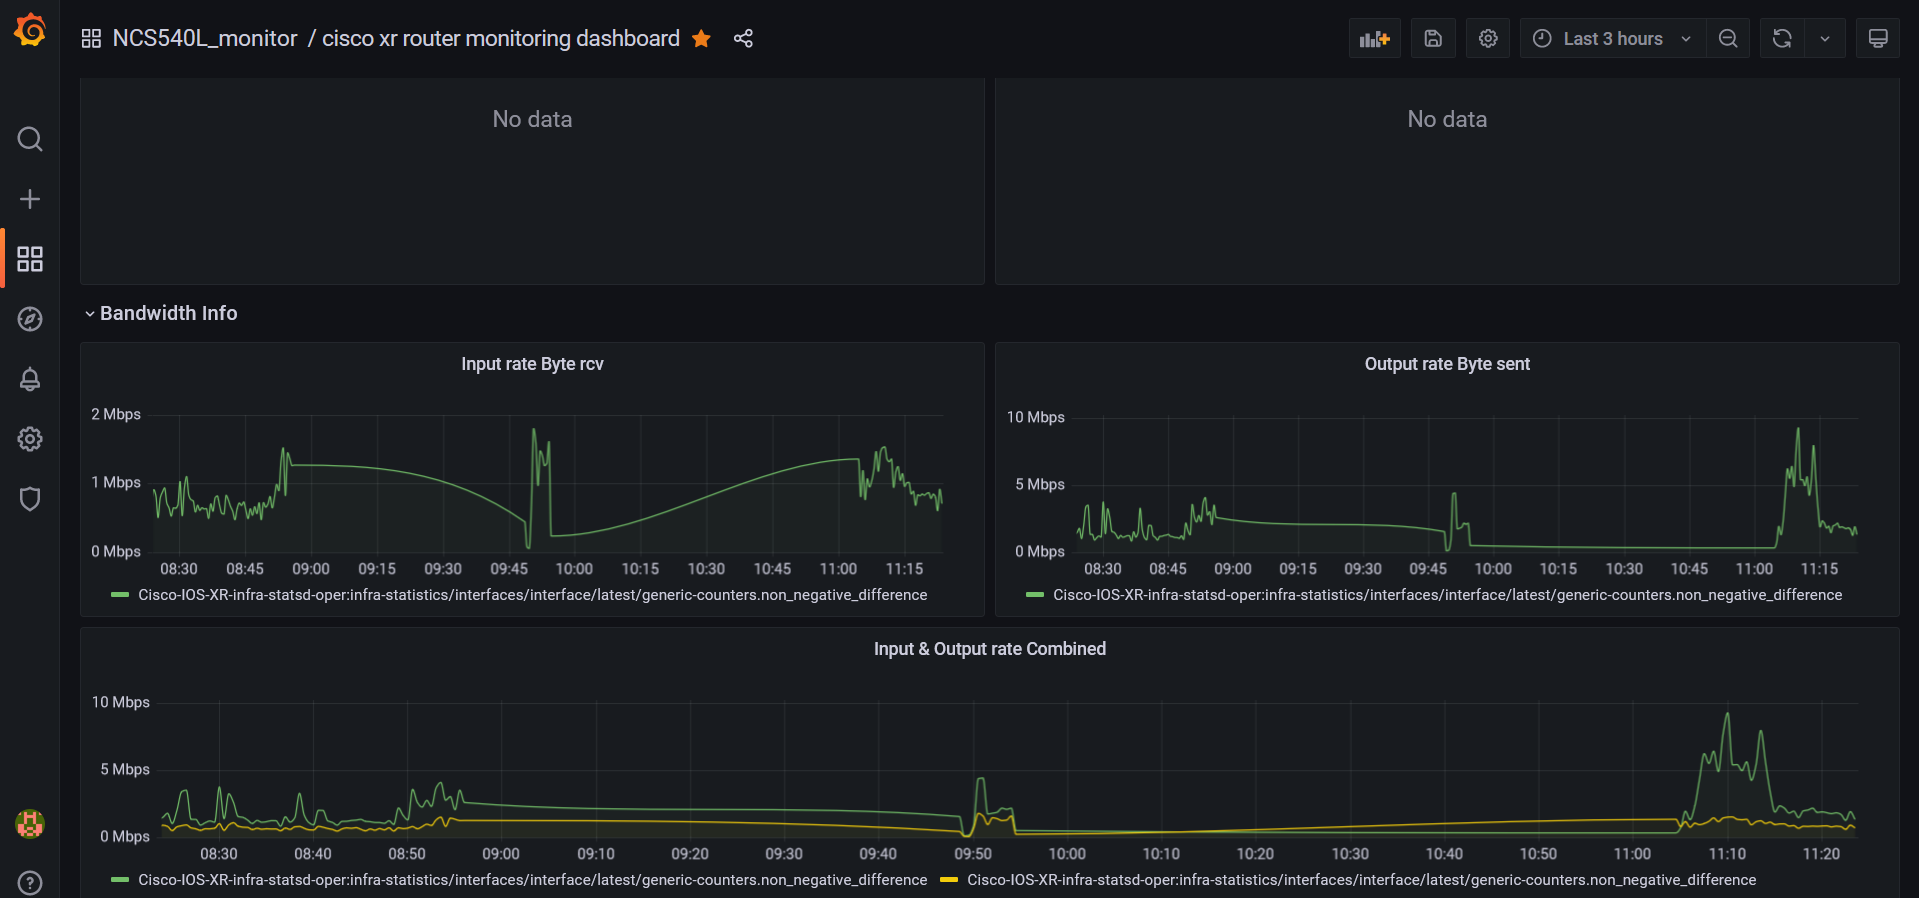 NCS540L_monitor / cisco xr router monitoring dashboard
Last 3 hours
No data
No data
Bandwidth Info
Input rate Byte rcv
2 Mbps
1 Mbps
0 Mbps
08:30 08:45 09:00 09:15 09:30 09:45 10:00 10:15 10:30 10:45 11:00 11:15
Cisco-IOS-XR-infra-statsd-oper:infra-statistics/interfaces/interface/latest/generic-counters.non_negative_difference
Output rate Byte sent
10 Mbps
5 Mbps
0 Mbps
08:30 08:45 09:00 09:15 09:30 09:45 10:00 10:15 10:30 10:45 11:00 11:15
Cisco-IOS-XR-infra-statsd-oper:infra-statistics/interfaces/interface/latest/generic-counters.non_negative_difference
Input & Output rate Combined
10 Mbps
5 Mbps
0 Mbps
08:30 08:40 08:50 09:00 09:10 09:20 09:30 09:40 09:50 10:00 10:10 10:20 10:30 10:40 10:50 11:00 11:10 11:20
Cisco-IOS-XR-infra-statsd-oper:infra-statistics/interfaces/interface/latest/generic-counters.non_negative_difference Cisco-IOS-XR-infra-statsd-oper:infra-statistics/interfaces/interface/latest/generic-counters.non_negative_difference